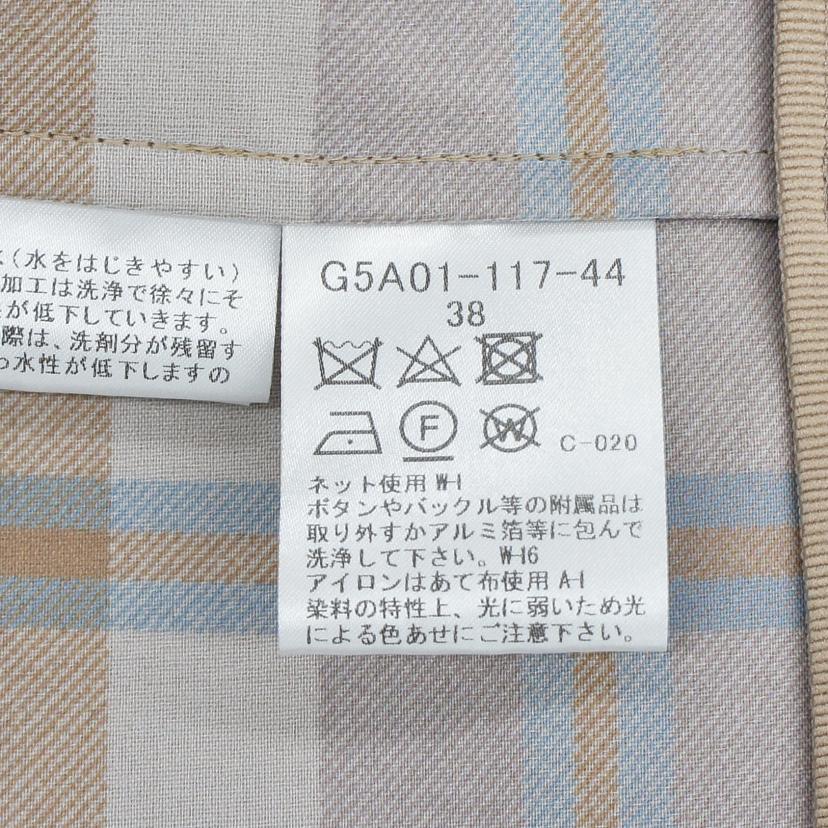 (水をはじきやすい)
加工は洗浄で徐々にそ
が低下していきます。
際は、洗剤分が残留す
水性が低下しますの
G5A01-117-44
38
F
W
C-020
ネット使用 W-1
ボタンやバックル等の附属品は
取り外すかアルミ箔等に包んで
洗浄して下さい。W-16
アイロンはあて布使用 A-1
染料の特性上、光に弱いため光
による色あせにご注意下さい。